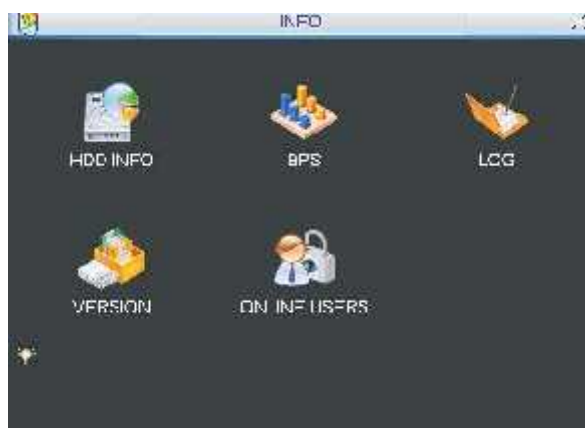 INFO
HDD INFO
BPS
LOG
VERSION
ONLINE USERS